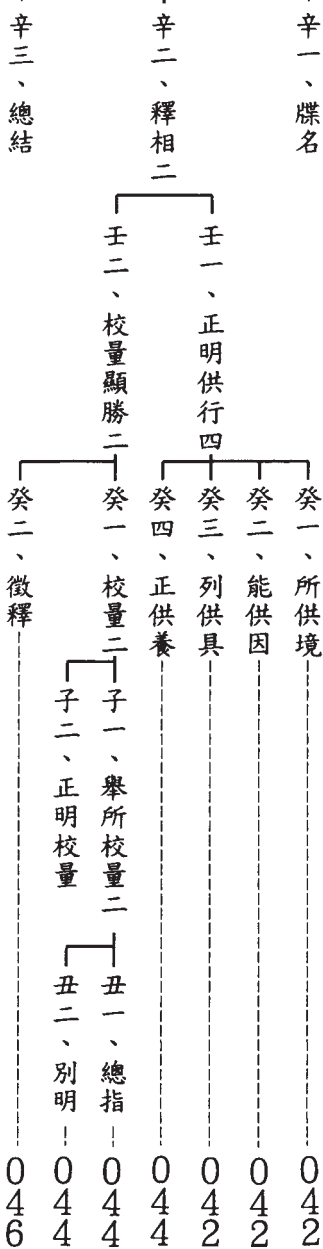 辛一、牒名
辛二、釋相二
辛三、總結
壬一、正明供行四
壬二、校量顯勝二
癸一、所供境 042
癸二、能供因 042
癸三、列供具 042
癸四、正供養 044
癸一、校量二
子一、舉所校量二
丑一、總指 044
丑二、別明 044
子二、正明校量
癸二、徵釋 046